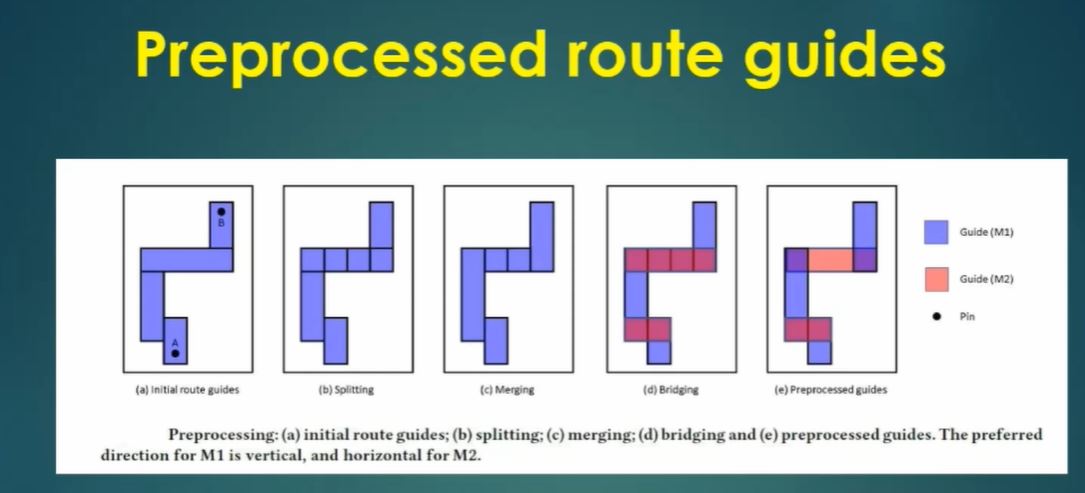 Preprocessed route guides
B
A
Guide (M1)
Guide (M2)
Pin
(a) Initial route guides
(b) Splitting
(c) Merging
(d) Bridging
(e) Preprocessed guides
Preprocessing: (a) initial route guides; (b) splitting; (c) merging; (d) bridging and (e) preprocessed guides. The preferred
direction for M1 is vertical, and horizontal for M2.